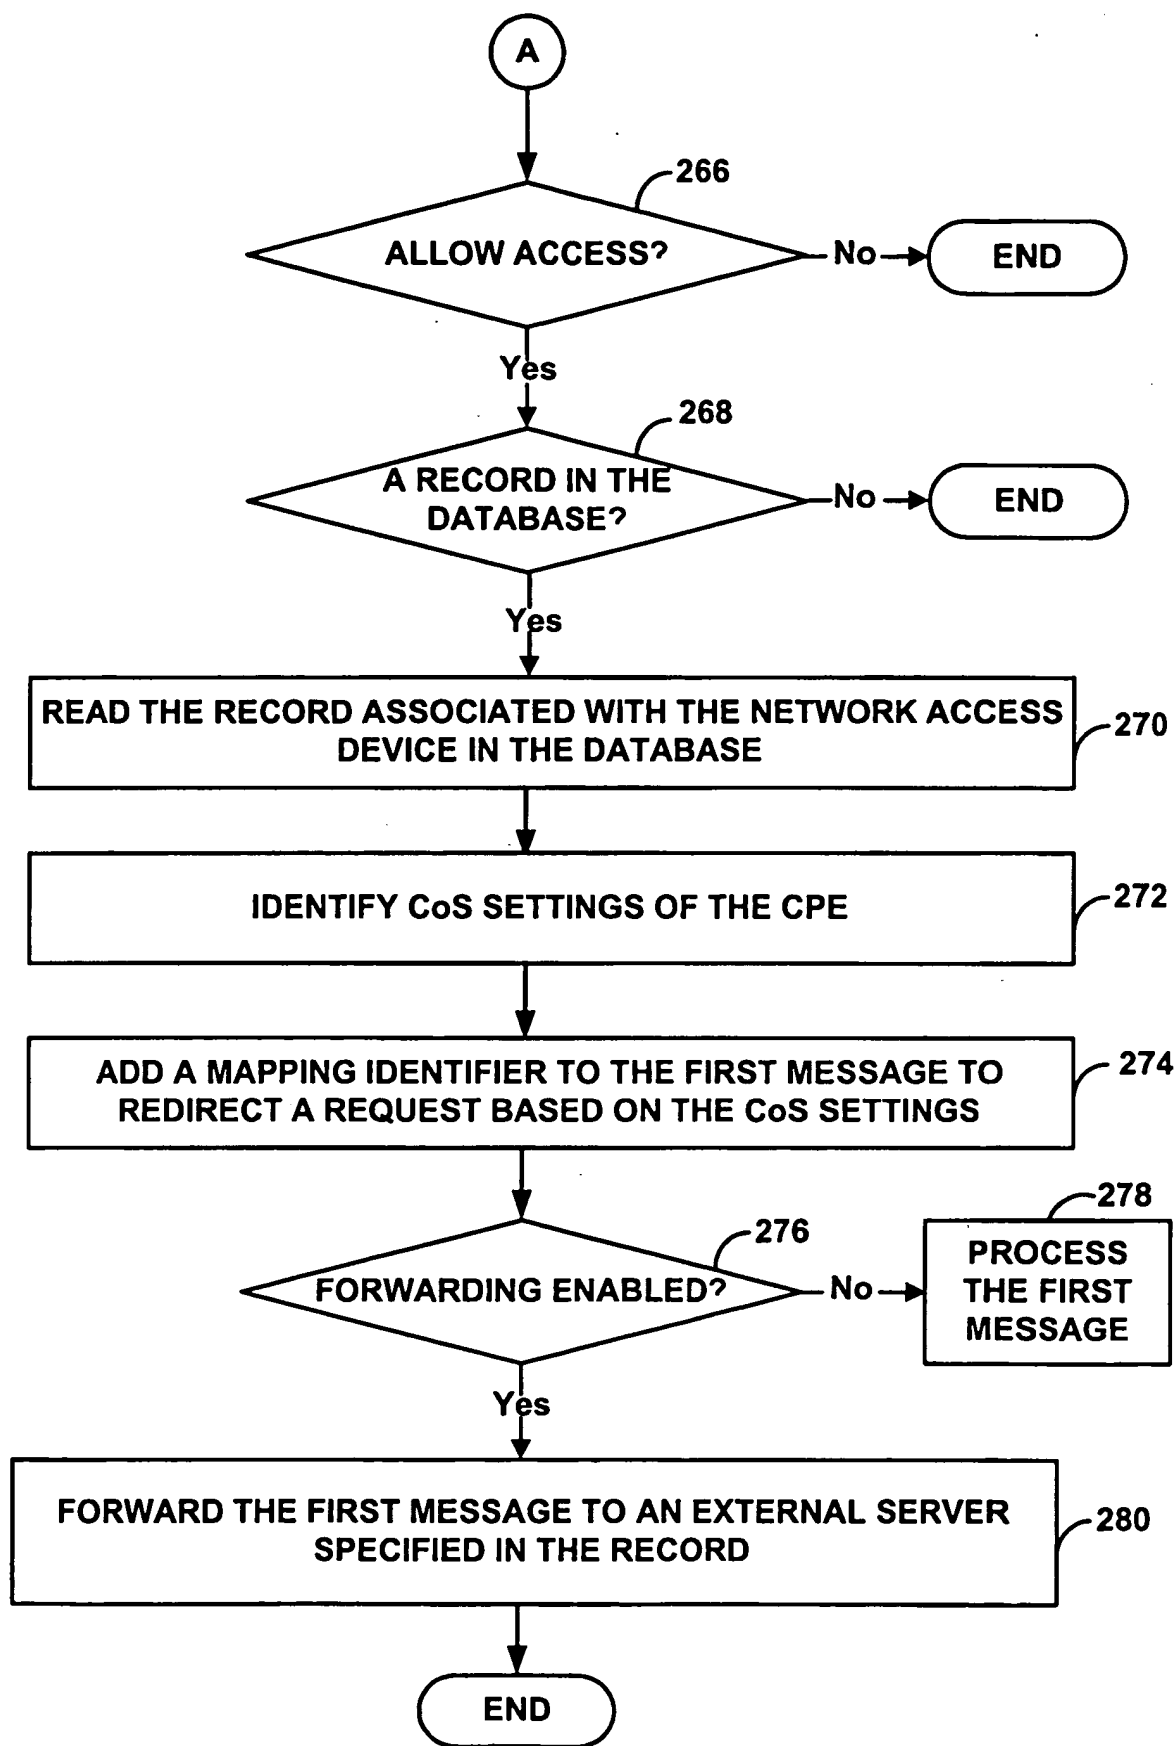 A
266
ALLOW ACCESS?
No
END
Yes
268
A RECORD IN THE
DATABASE?
No
END
Yes
READ THE RECORD ASSOCIATED WITH THE NETWORK ACCESS
DEVICE IN THE DATABASE
270
IDENTIFY CoS SETTINGS OF THE CPE
272
ADD A MAPPING IDENTIFIER TO THE FIRST MESSAGE TO
REDIRECT A REQUEST BASED ON THE CoS SETTINGS
274
276
FORWARDING ENABLED?
No
278
PROCESS
THE FIRST
MESSAGE
Yes
FORWARD THE FIRST MESSAGE TO AN EXTERNAL SERVER
SPECIFIED IN THE RECORD
280
END